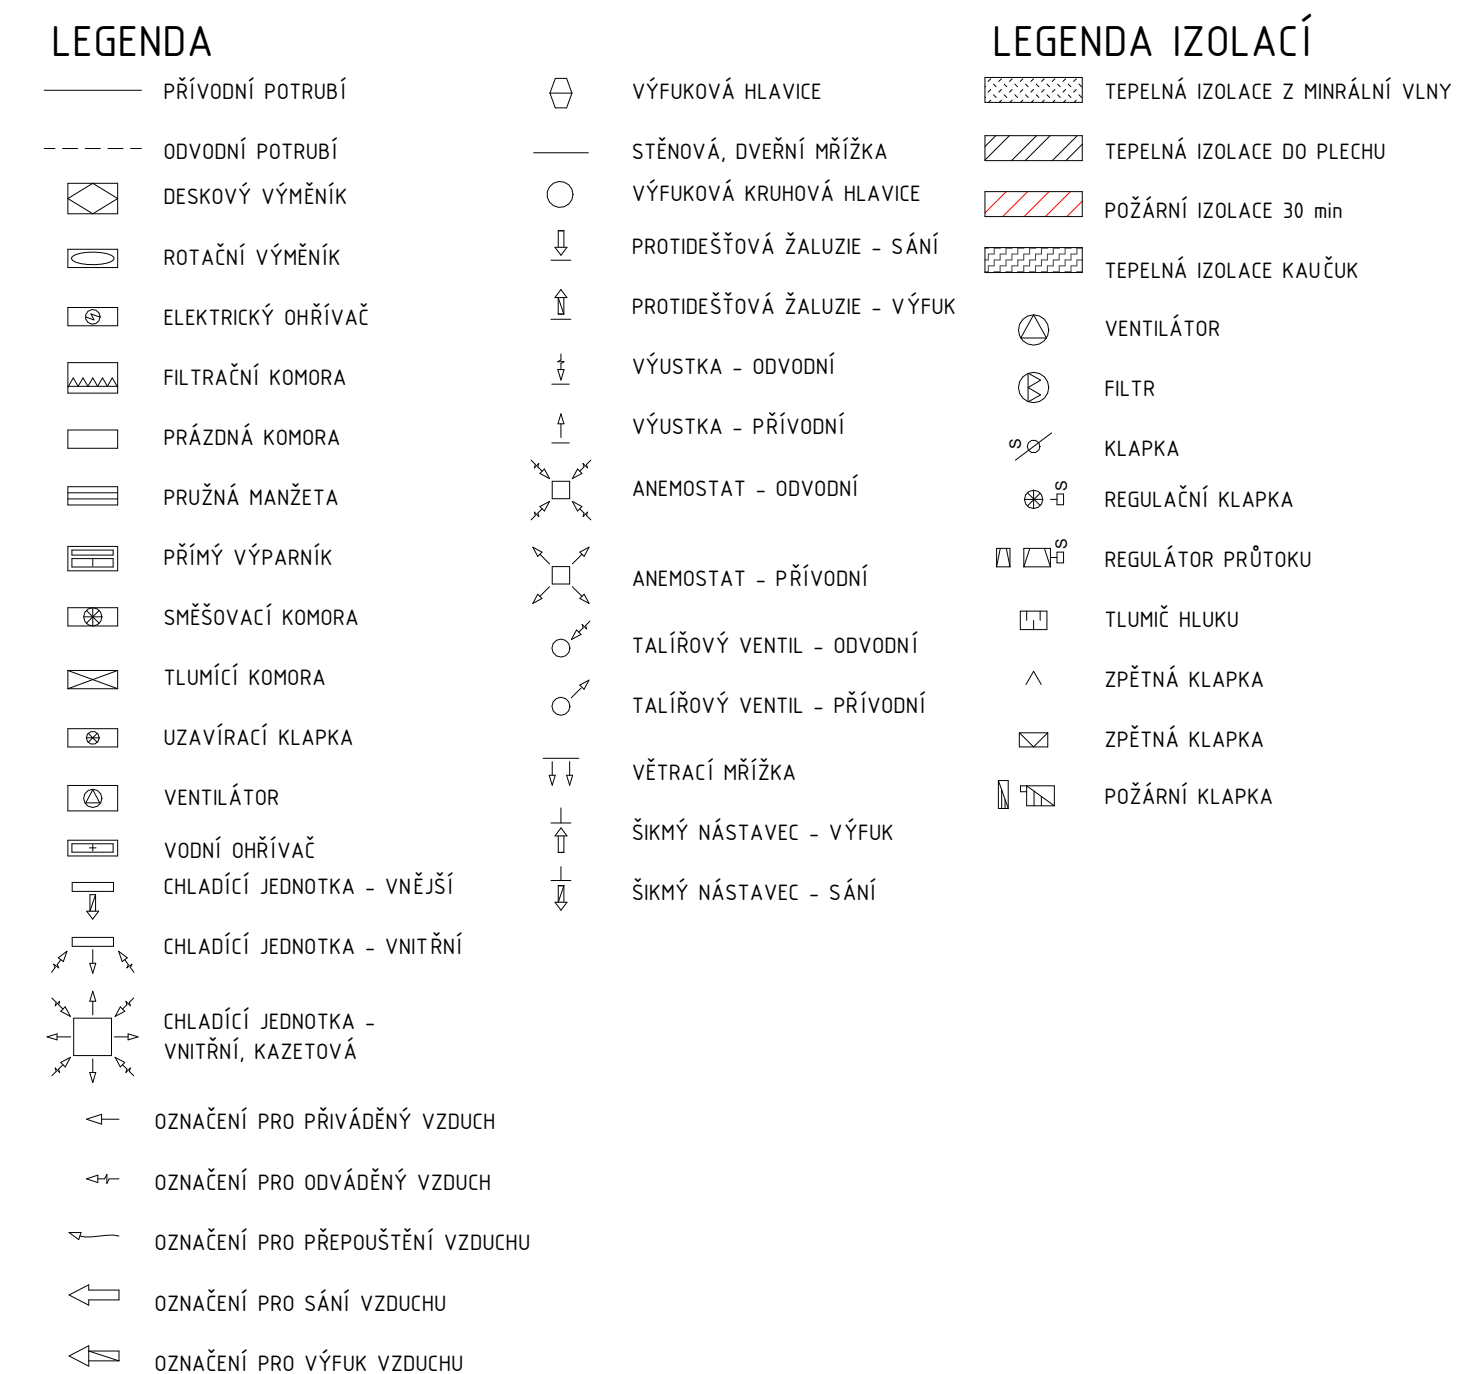 LEGENDA
PŘÍVODNÍ POTRUBÍ
ODVODNÍ POTRUBÍ
DESKOVÝ VÝMĚNÍK
ROTAČNÍ VÝMĚNÍK
ELEKTRICKÝ OHŘÍVAČ
FILTRAČNÍ KOMORA
PRÁZDNÁ KOMORA
PRUŽNÁ MANŽETA
PŘÍMÝ VÝPARNÍK
SMĚŠOVACÍ KOMORA
TLUMÍCÍ KOMORA
UZAVÍRACÍ KLAPKA
VENTILÁTOR
VODNÍ OHŘÍVAČ
CHLADÍCÍ JEDNOTKA - VNĚJŠÍ
CHLADÍCÍ JEDNOTKA - VNITŘNÍ
CHLADÍCÍ JEDNOTKA -
VNITŘNÍ, KAZETOVÁ
OZNAČENÍ PRO PŘIVÁDĚNÝ VZDUCH
OZNAČENÍ PRO ODVÁDĚNÝ VZDUCH
OZNAČENÍ PRO PŘEPOUŠTĚNÍ VZDUCHU
OZNAČENÍ PRO SÁNÍ VZDUCHU
OZNAČENÍ PRO VÝFUK VZDUCHU
VÝFUKOVÁ HLAVICE
STĚNOVÁ, DVEŘNÍ MŘÍŽKA
VÝFUKOVÁ KRUHOVÁ HLAVICE
PROTIDEŠŤOVÁ ŽALUZIE - SÁNÍ
PROTIDEŠŤOVÁ ŽALUZIE - VÝFUK
VÝUSTKA - ODVODNÍ
VÝUSTKA - PŘÍVODNÍ
ANEMOSTAT - ODVODNÍ
ANEMOSTAT - PŘÍVODNÍ
TALÍŘOVÝ VENTIL - ODVODNÍ
TALÍŘOVÝ VENTIL - PŘÍVODNÍ
VĚTRACÍ MŘÍŽKA
ŠIKMÝ NÁSTAVEC - VÝFUK
ŠIKMÝ NÁSTAVEC - SÁNÍ
LEGENDA IZOLACÍ
TEPELNÁ IZOLACE Z MINRÁLNÍ VLNY
TEPELNÁ IZOLACE DO PLECHU
POŽÁRNÍ IZOLACE 30 min
TEPELNÁ IZOLACE KAUČUK
VENTILÁTOR
FILTR
S KLAPKA
S REGULAČNÍ KLAPKA
S REGULÁTOR PRŮTOKU
TLUMIČ HLUKU
ZPĚTNÁ KLAPKA
ZPĚTNÁ KLAPKA
POŽÁRNÍ KLAPKA